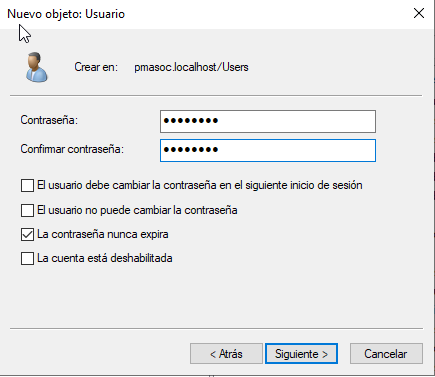 Nuevo objeto: Usuario
Crear en: pmasoc.localhost/Users
Contraseña: ●●●●●●●●
Confirmar contraseña: ●●●●●●●●
El usuario debe cambiar la contraseña en el siguiente inicio de sesión
El usuario no puede cambiar la contraseña
La contraseña nunca expira
La cuenta está deshabilitada
< Atrás Siguiente > Cancelar